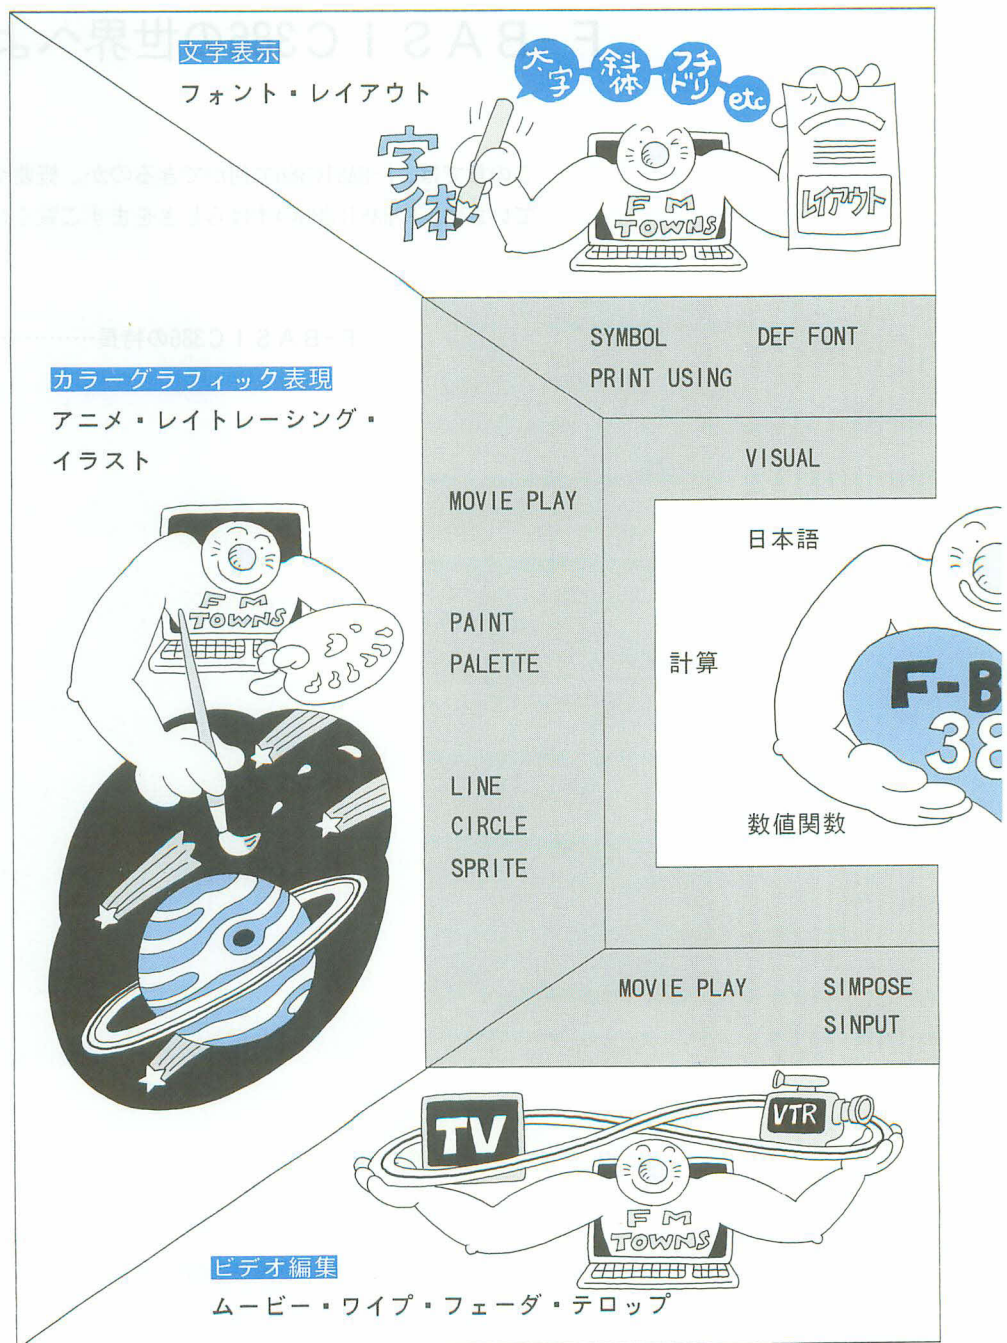 文字表示
フォント・レイアウト
太字
斜体
フチドリ
etc
字体
FM
TOWNS
レイアウト
SYMBOL DEF FONT
PRINT USING
カラーグラフィック表現
アニメ・レイトレーシング・
イラスト
VISUAL
MOVIE PLAY
日本語
FM
TOWNS
PAINT
PALETTE
計算
F-B
38
LINE
CIRCLE
SPRITE
数値関数
MOVIE PLAY SIMPOSE
SINPUT
TV
VTR
FM
TOWNS
ビデオ編集
ムービー・ワイプ・フェーダ・テロップ